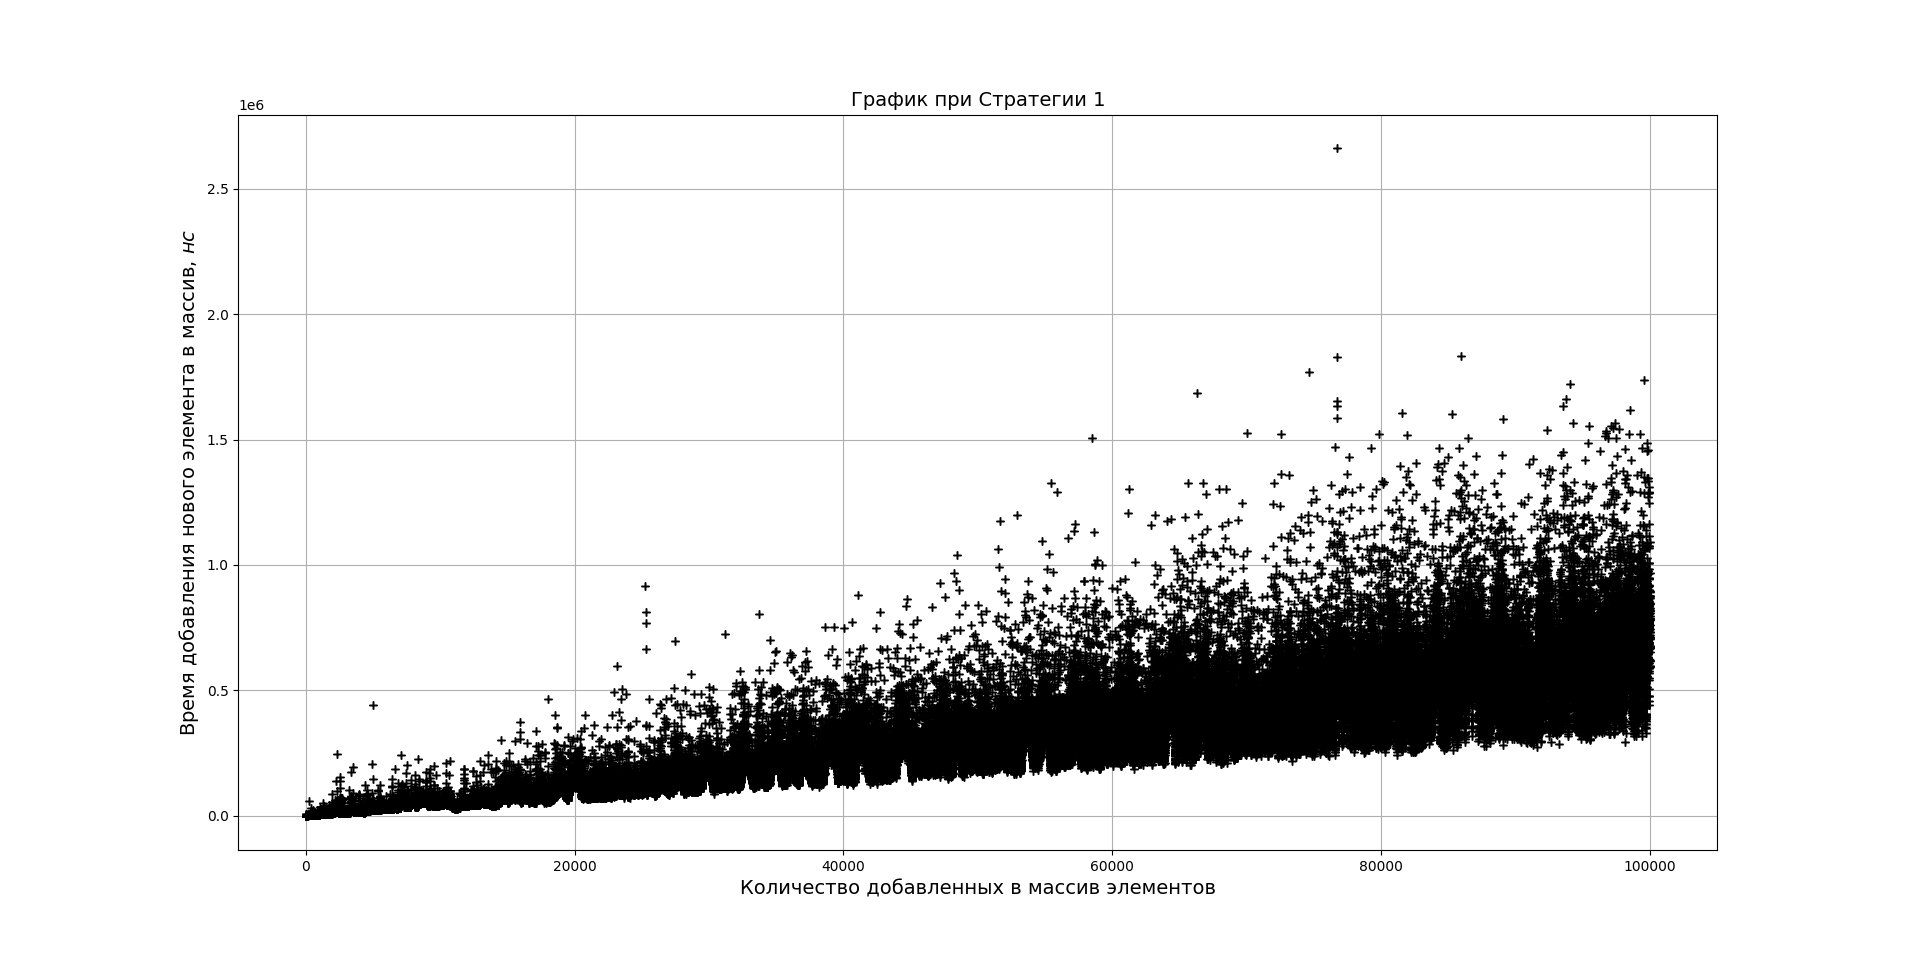 График при Стратегии 1
1e6
2.5
2.0
1.5
1.0
0.5
0.0
Время добавления нового элемента в массив, нс
0 20000 40000 60000 80000 100000
Количество добавленных в массив элементов